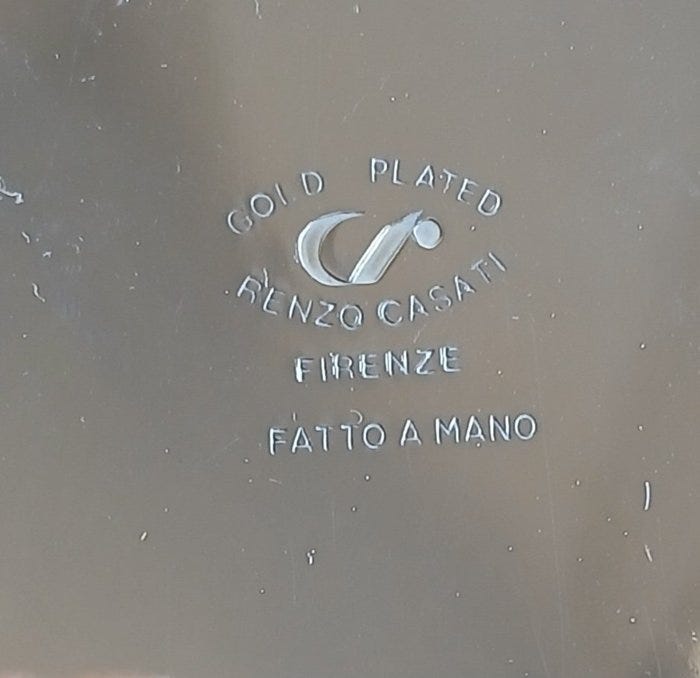 GOLD PLATED
RENZO CASATI
FIRENZE
FATTO A MANO